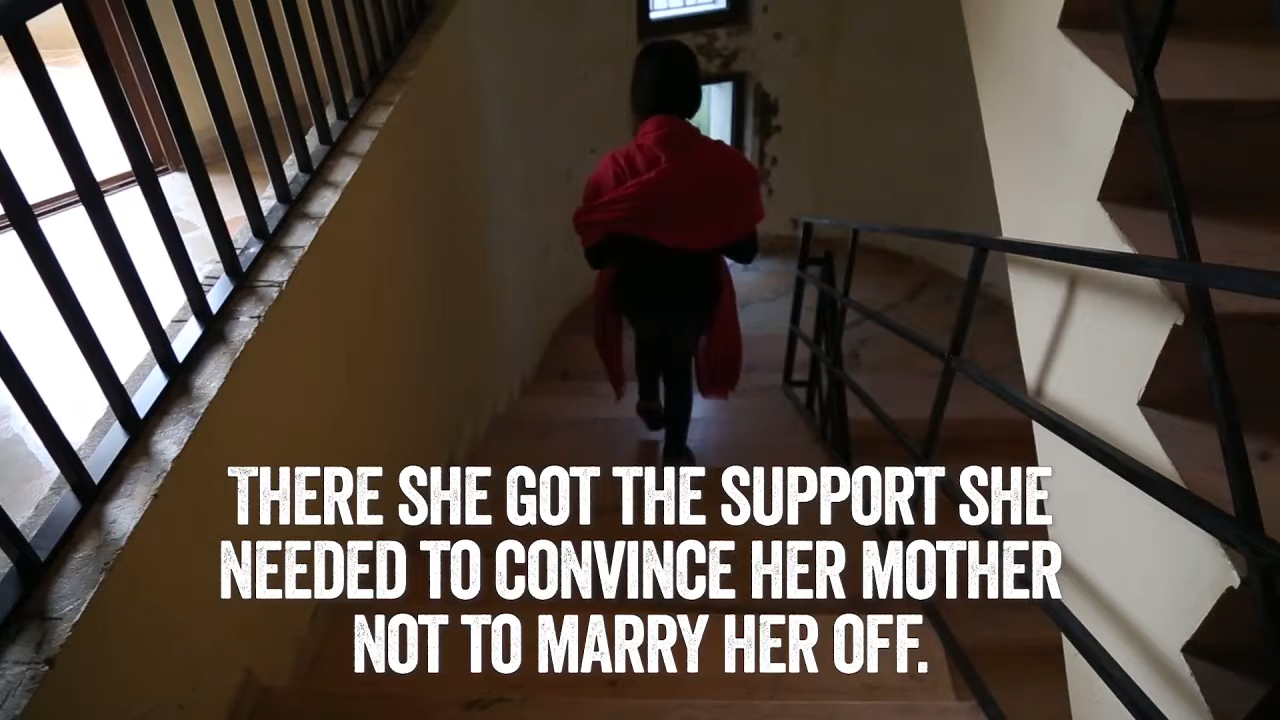 THERE SHE GOT THE SUPPORT SHE
NEEDED TO CONVINCE HER MOTHER
NOT TO MARRY HER OFF.